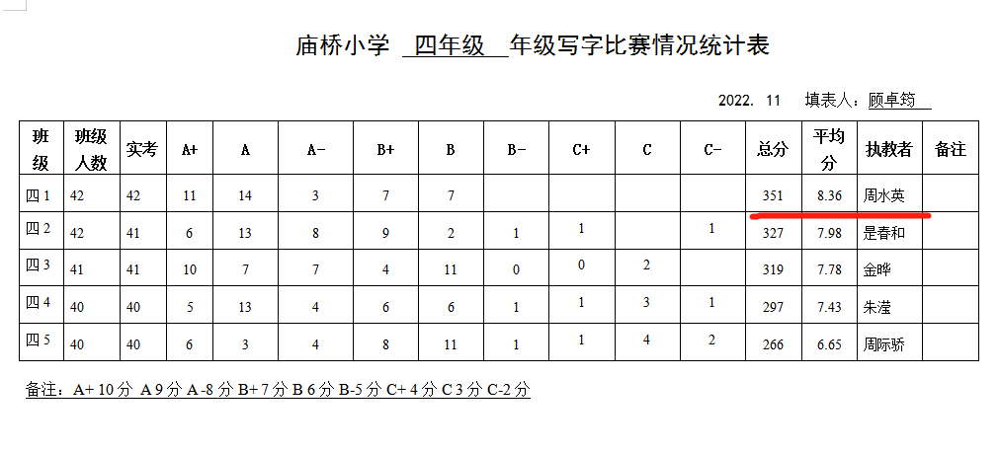 庙桥小学 四年级 年级写字比赛情况统计表
2022. 11 填表人：顾卓筠
班级 班级人数 实考 A+ A A- B+ B B- C+ C C- 总分 平均分 执教者 备注
四1 42 42 11 14 3 7 7 351 8.36 周水英
四2 42 41 6 13 8 9 2 1 1 1 327 7.98 是春和
四3 41 41 10 7 7 4 11 0 0 2 319 7.78 金晔
四4 40 40 5 13 4 6 6 1 1 3 1 297 7.43 朱滢
四5 40 40 6 3 4 8 11 1 1 4 2 266 6.65 周际骄
备注：A+ 10 分 A 9 分 A -8 分 B+ 7 分 B 6 分 B-5 分 C+ 4 分 C 3 分 C-2 分